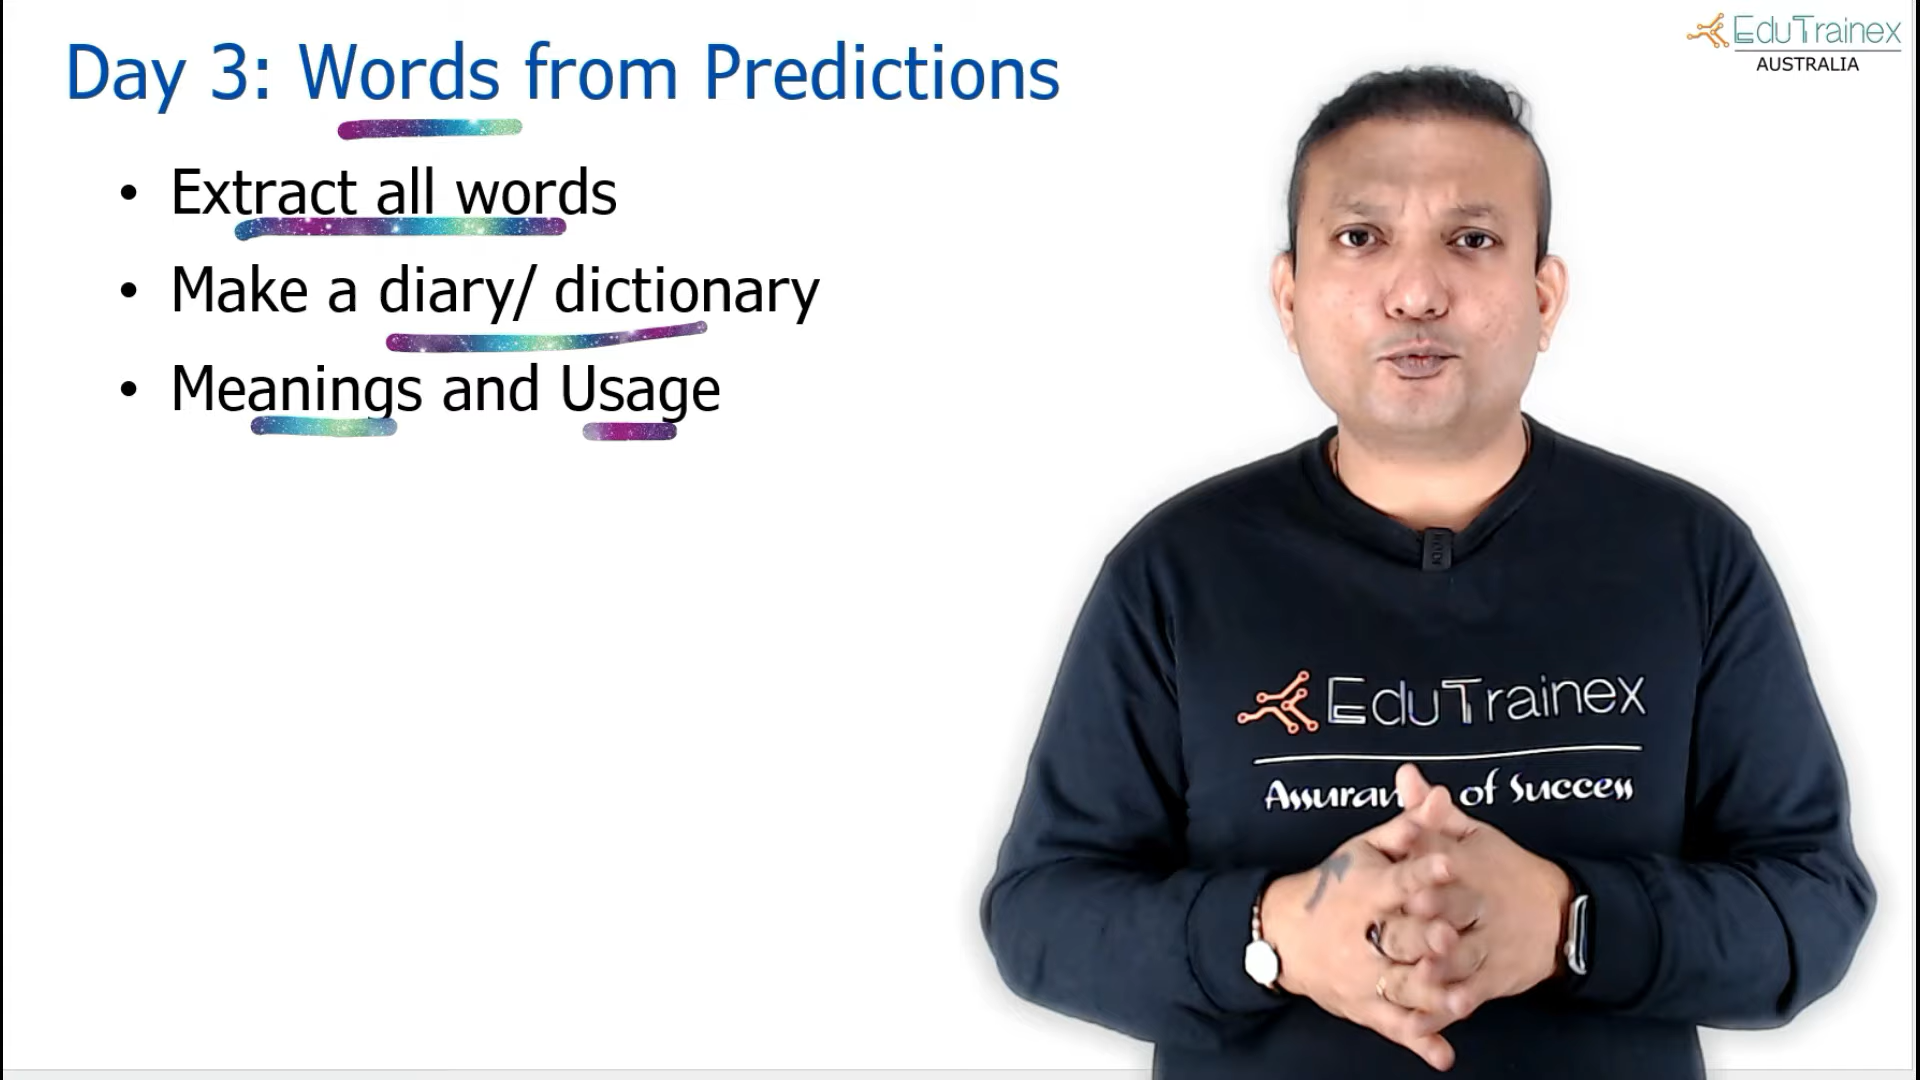 Day 3: Words from Predictions
• Extract all words
• Make a diary/ dictionary
• Meanings and Usage
EduTrainex
AUSTRALIA
EduTrainex
of Success